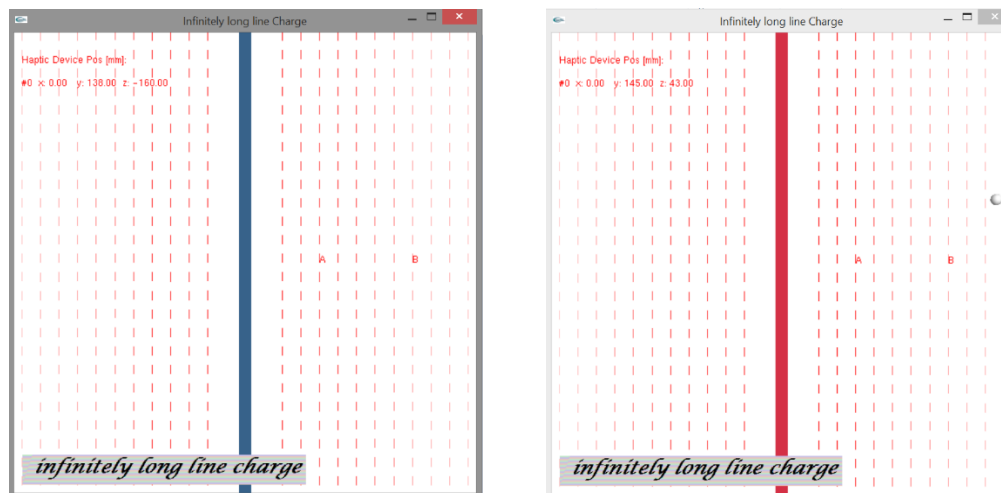 Infinitely long line Charge
Haptic Device Pos [mm]:
#0 x: 0.00 y: 138.00 z: -160.00
A
B
infinitely long line charge
Infinitely long line Charge
Haptic Device Pos [mm]:
#0 x: 0.00 y: 145.00 z: 43.00
A
B
infinitely long line charge